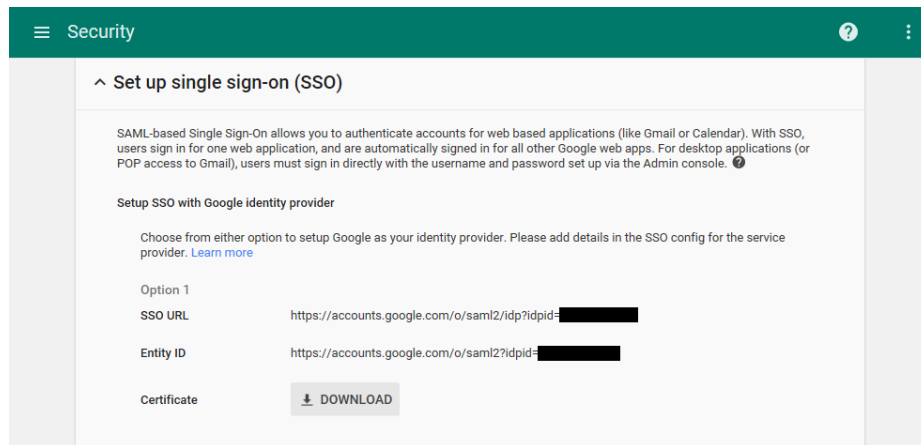 Security
Set up single sign-on (SSO)
SAML-based Single Sign-On allows you to authenticate accounts for web based applications (like Gmail or Calendar). With SSO,
users sign in for one web application, and are automatically signed in for all other Google web apps. For desktop applications (or
POP access to Gmail), users must sign in directly with the username and password set up via the Admin console.
Setup SSO with Google identity provider
Choose from either option to setup Google as your identity provider. Please add details in the SSO config for the service
provider. Learn more
Option 1
SSO URL https://accounts.google.com/o/saml2/idp?idpid=
Entity ID https://accounts.google.com/o/saml2?idpid=
Certificate DOWNLOAD